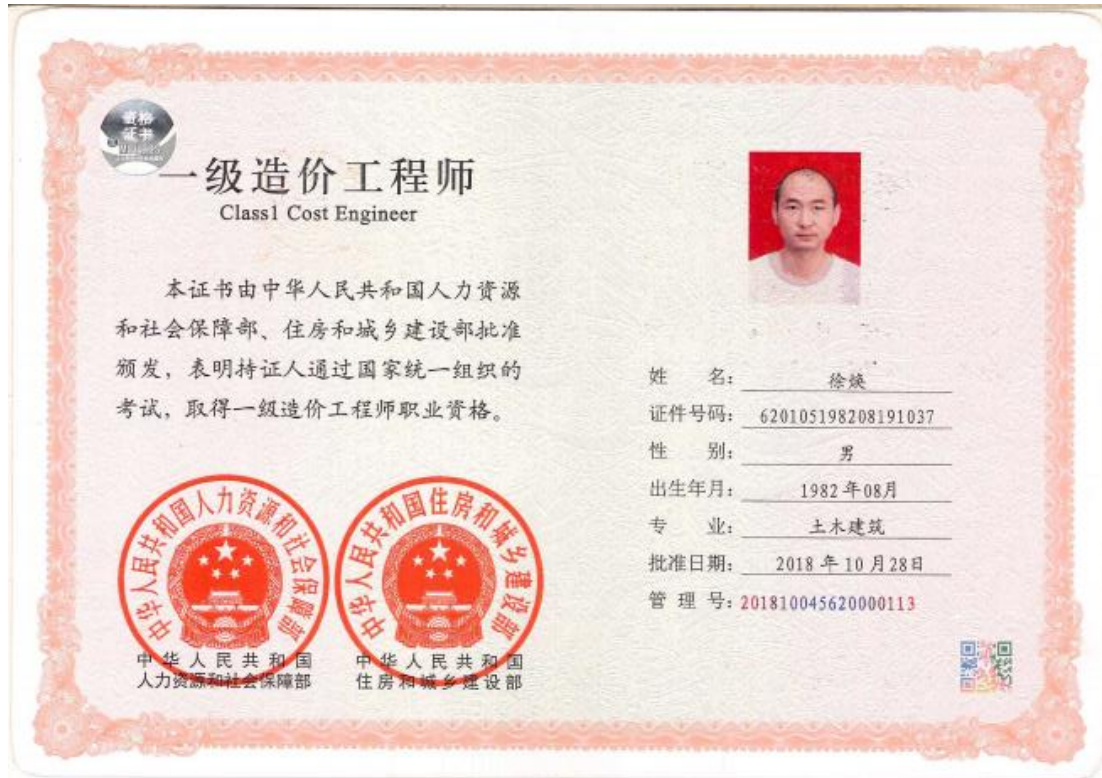 资格
证书
一级造价工程师
Class1 Cost Engineer
本证书由中华人民共和国人力资源
和社会保障部、住房和城乡建设部批准
颁发，表明持证人通过国家统一组织的
考试，取得一级造价工程师职业资格。
中华人民共和国人力资源和社会保障部
中华人民共和国住房和城乡建设部
中华人民共和国
人力资源和社会保障部
中华人民共和国
住房和城乡建设部
姓 名：徐焕
证件号码：620105198208191037
性 别：男
出生年月：1982年08月
专 业：土木建筑
批准日期：2018年10月28日
管 理 号：201810045620000113